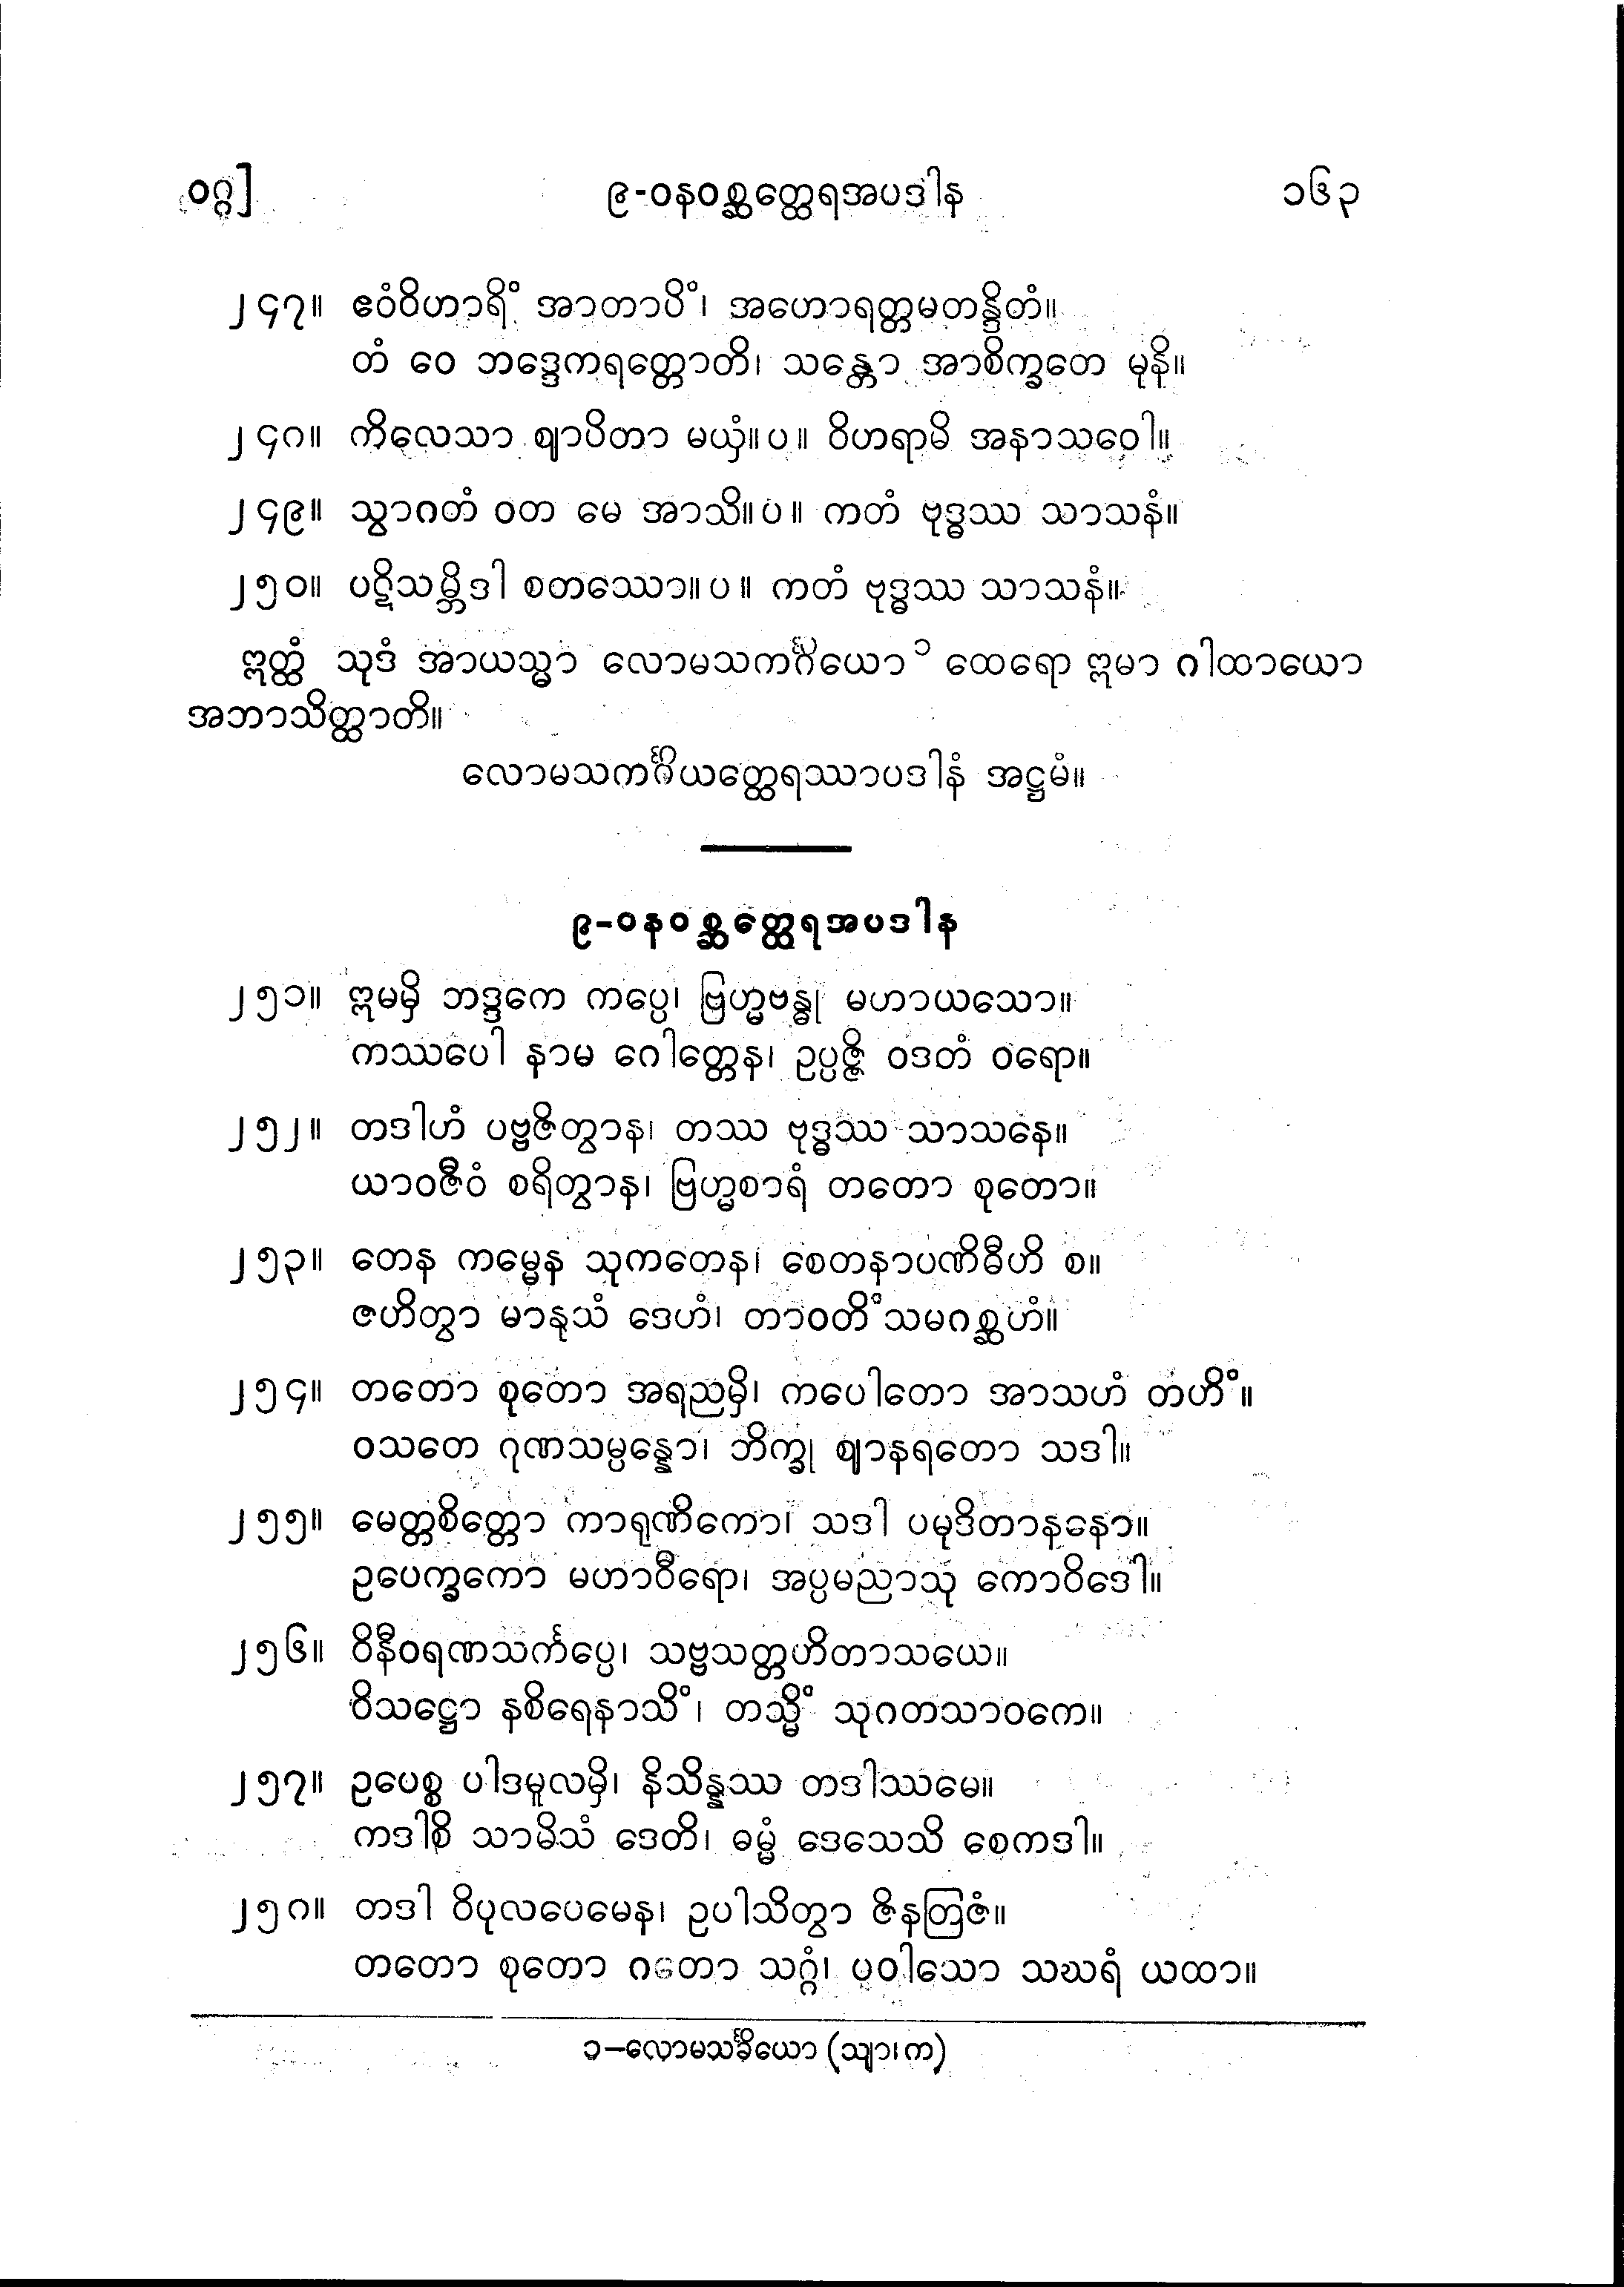 ဝဂ္ဂ] ၉-ဝနဝစ္ဆတ္ထေရအပဒါန ၁၆၃
၂၄၇။ ဧဝံဝိဟာရိံ အာတာပိံ၊ အဟောရတ္တမတန္ဒိတံ။
တံ ဝေ ဘဒ္ဒေကရတ္တောတိ၊ သန္တော အာစိက္ခတေ မုနိ။
၂၄၈။ ကိလေသာ ဈာပိတာ မယှံ။ပ။ ဝိဟရာမိ အနာသဝေါ။
၂၄၉။ သွာဂတံ ဝတ မေ အာသိ။ပ။ ကတံ ဗုဒ္ဓဿ သာသနံ။
၂၅၀။ ပဋိသမ္ဘိဒါ စတဿော။ပ။ ကတံ ဗုဒ္ဓဿ သာသနံ။
ဣတ္ထံ သုဒံ အာယသ္မာ လောမသကင်္ဂိယော ၁ ထေရော ဣမာ ဂါထာယော
အဘာသိတ္ထာတိ။
လောမသကင်္ဂိယတ္ထေရဿာပဒါနံ အဋ္ဌမံ။
၉-ဝနဝစ္ဆတ္ထေရအပဒါန
၂၅၁။ ဣမမှိ ဘဒ္ဒကေ ကပ္ပေ၊ ဗြဟ္မဗန္ဓု မဟာယသော။
ကဿပေါ နာမ ဂေါတ္တေန၊ ဥပ္ပဇ္ဇိ ဝဒတံ ဝရော။
၂၅၂။ တဒါဟံ ပဗ္ဗဇိတွာန၊ တဿ ဗုဒ္ဓဿ သာသနေ။
ယာဝဇီဝံ စရိတွာန၊ ဗြဟ္မစာရံ တတော စုတော။
၂၅၃။ တေန ကမ္မေန သုကတေန၊ စေတနာပဏိဓီဟိ စ။
ဇဟိတွာ မာနုသံ ဒေဟံ၊ တာဝတိံသမဂစ္ဆဟံ။
၂၅၄။ တတော စုတော အရညမှိ၊ ကပေါတော အာသဟံ တဟိံ။
ဝသတေ ဂုဏသမ္ပန္နော၊ ဘိက္ခု ဈာနရတော သဒါ။
၂၅၅။ မေတ္တစိတ္တော ကာရုဏိကော၊ သဒါ ပမုဒိတာနနော။
ဥပေက္ခကော မဟာဝီရော၊ အပ္ပမညာသု ကောဝိဒေါ။
၂၅၆။ ဝိနီဝရဏသင်္ကပ္ပေ၊ သဗ္ဗသတ္တဟိတာသယေ။
ဝိသဋ္ဌော နစိရေနာသိံ၊ တသ္မိံ သုဂတသာဝကေ။
၂၅၇။ ဥပေစ္စ ပါဒမူလမှိ၊ နိသိန္နဿ တဒါဿမေ။
ကဒါစိ သာမိသံ ဒေတိ၊ ဓမ္မံ ဒေသေသိ စေကဒါ။
၂၅၈။ တဒါ ဝိပုလပေမေန၊ ဥပါသိတွာ ဇိနတြဇံ။
တတော စုတော ဂတော သဂ္ဂံ၊ ပဝါသော သဃရံ ယထာ။
၁–လောမသင်္ခိယော (သျာ၊က)